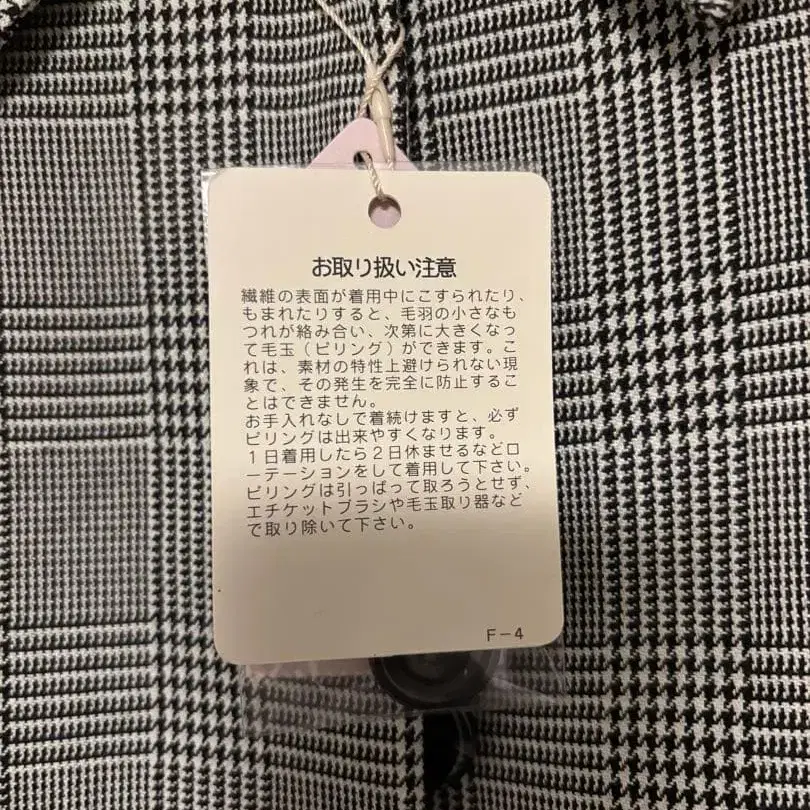 お取り扱い注意
繊維の表面が着用中にこすられたり、
もまれたりすると、毛羽の小さなも
つれが絡み合い、次第に大きくなっ
て毛玉（ピリング）ができます。こ
れは、素材の特性上避けられない現
象で、その発生を完全に防止するこ
とはできません。
お手入れなしで着続けますと、必ず
ピリングは出来やすくなります。
１日着用したら２日休ませるなどロ
ーテーションをして着用して下さい。
ピリングは引っぱって取ろうとせず、
エチケットブラシや毛玉取り器など
で取り除いて下さい。
F－4